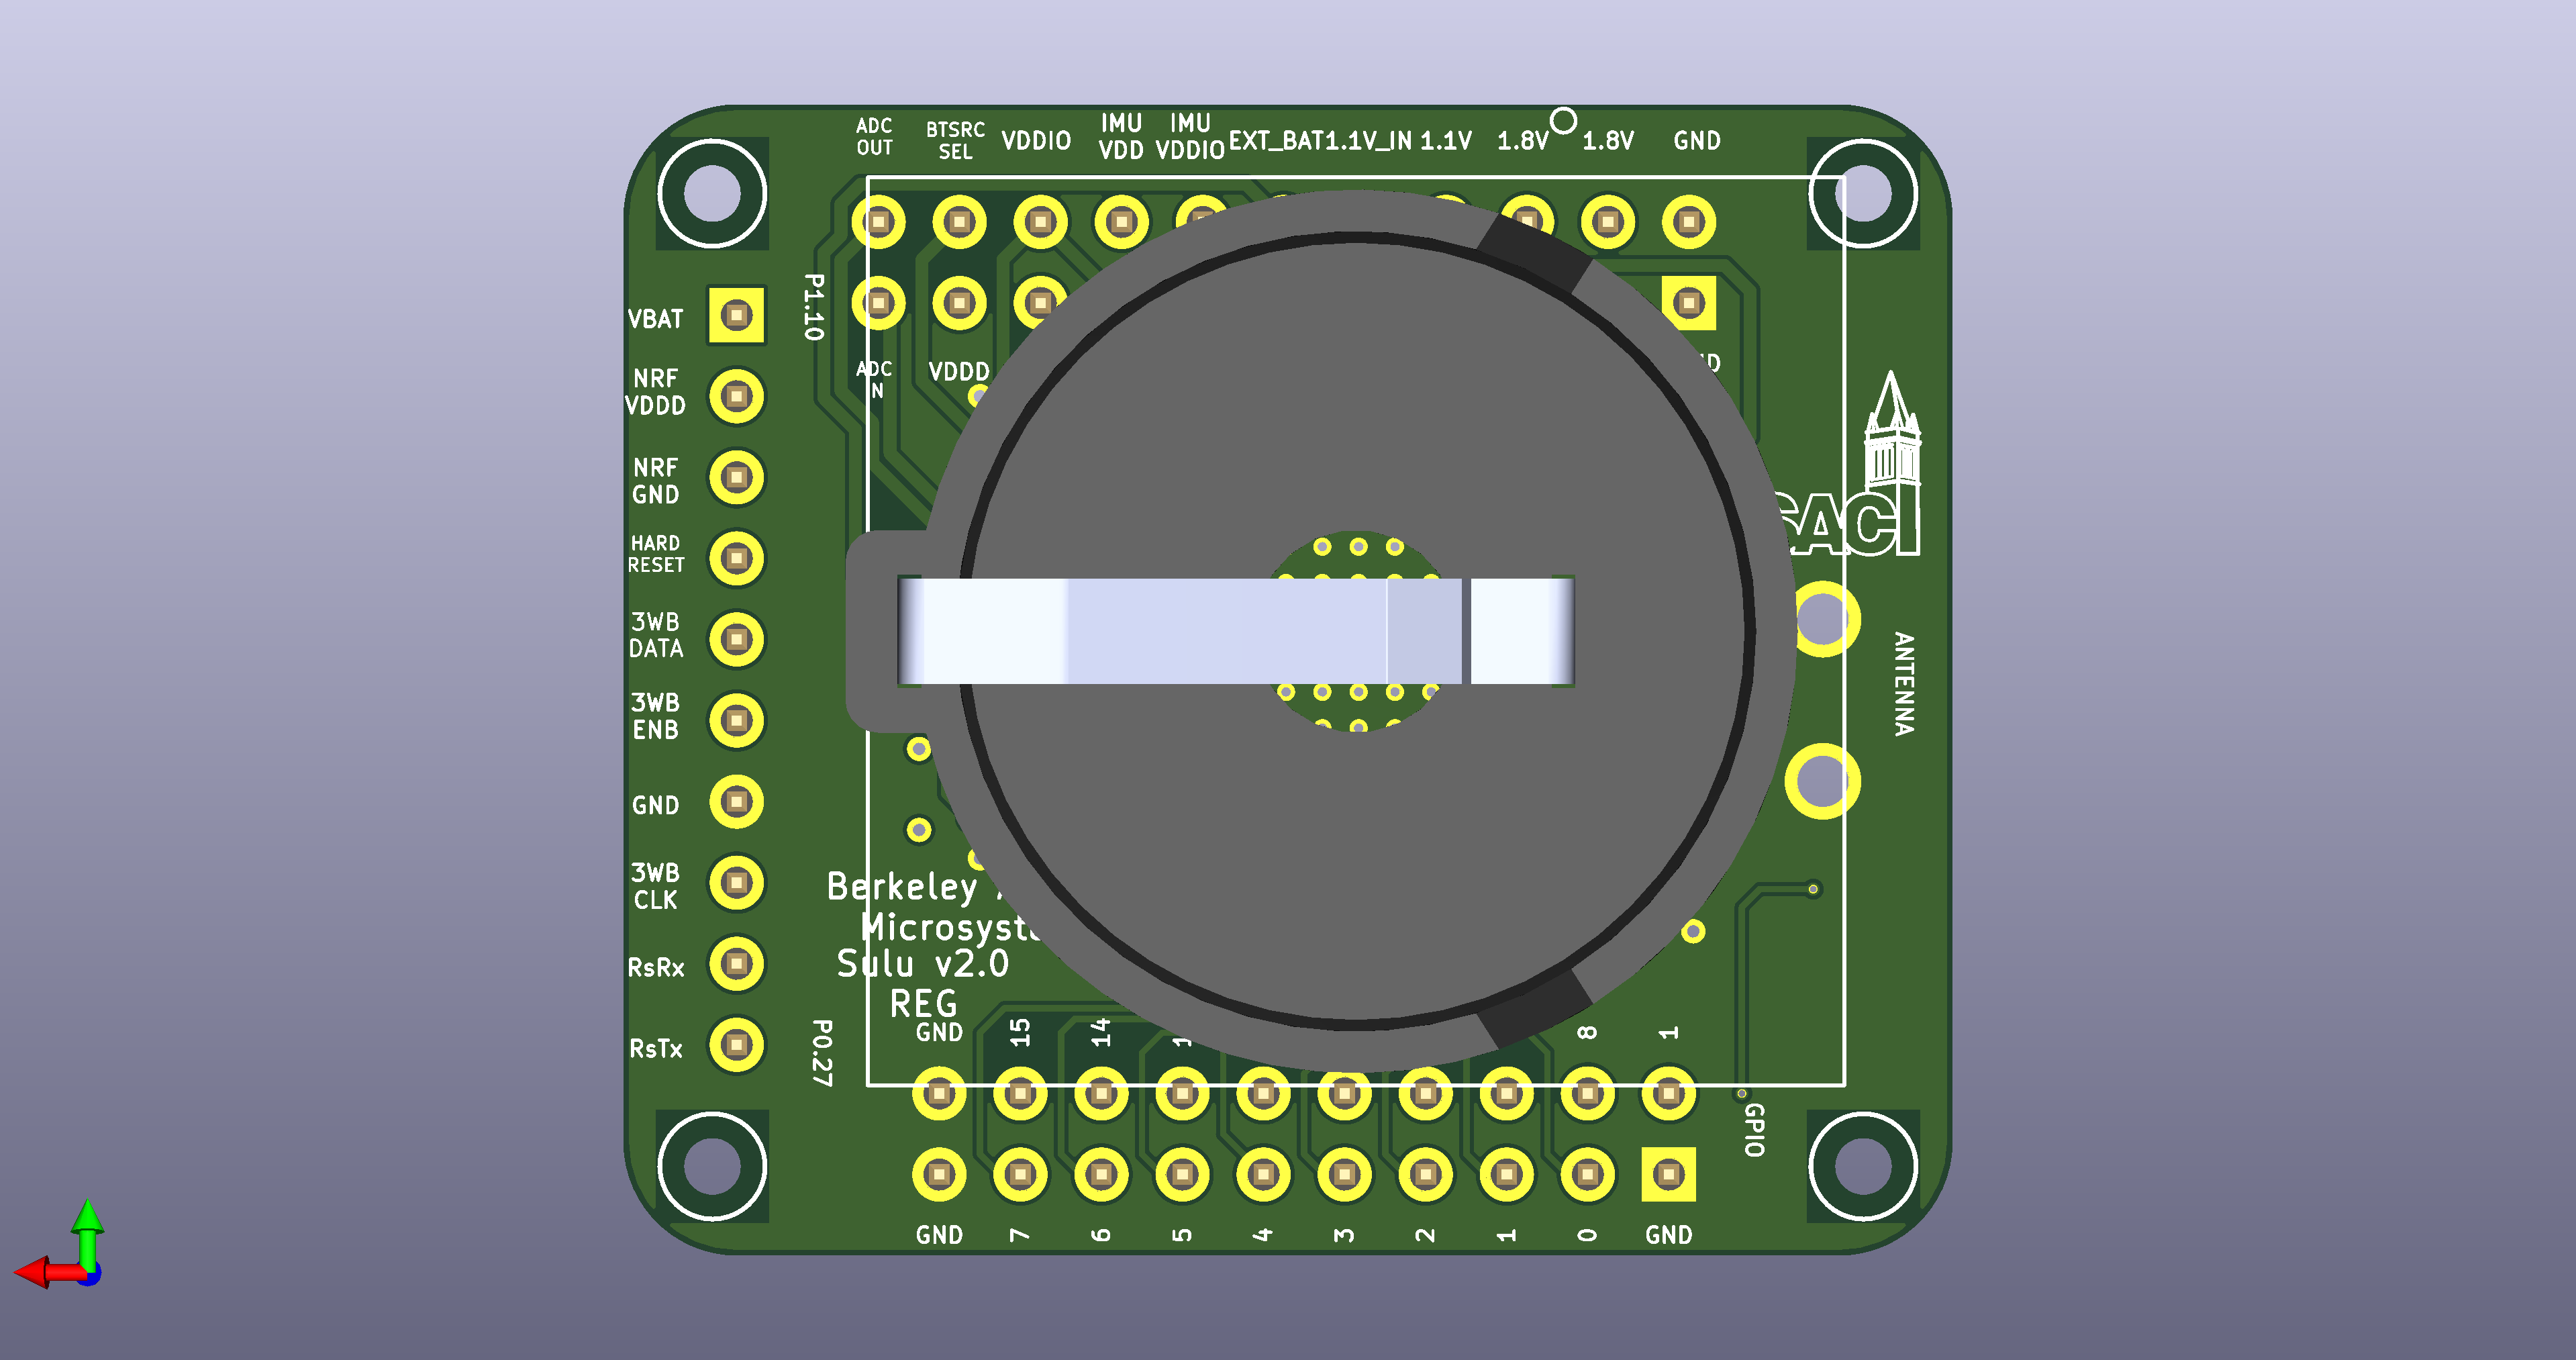 ADC
OUT
BTSRC
SEL
VDDIO
IMU
VDD
IMU
VDDIO
EXT_BAT
1.1V_IN
1.1V
1.8V
1.8V
GND
P1.10
VBAT
NRF
VDDD
NRF
GND
HARD
RESET
3WB
DATA
3WB
ENB
GND
3WB
CLK
RsRx
RsTx
ADC
VDDD
ANTENNA
Berkeley
Sulu v2.0
REG
P0.27
GND
15
14
8
1
GPIO
GND
7
6
5
4
3
2
1
0
GND